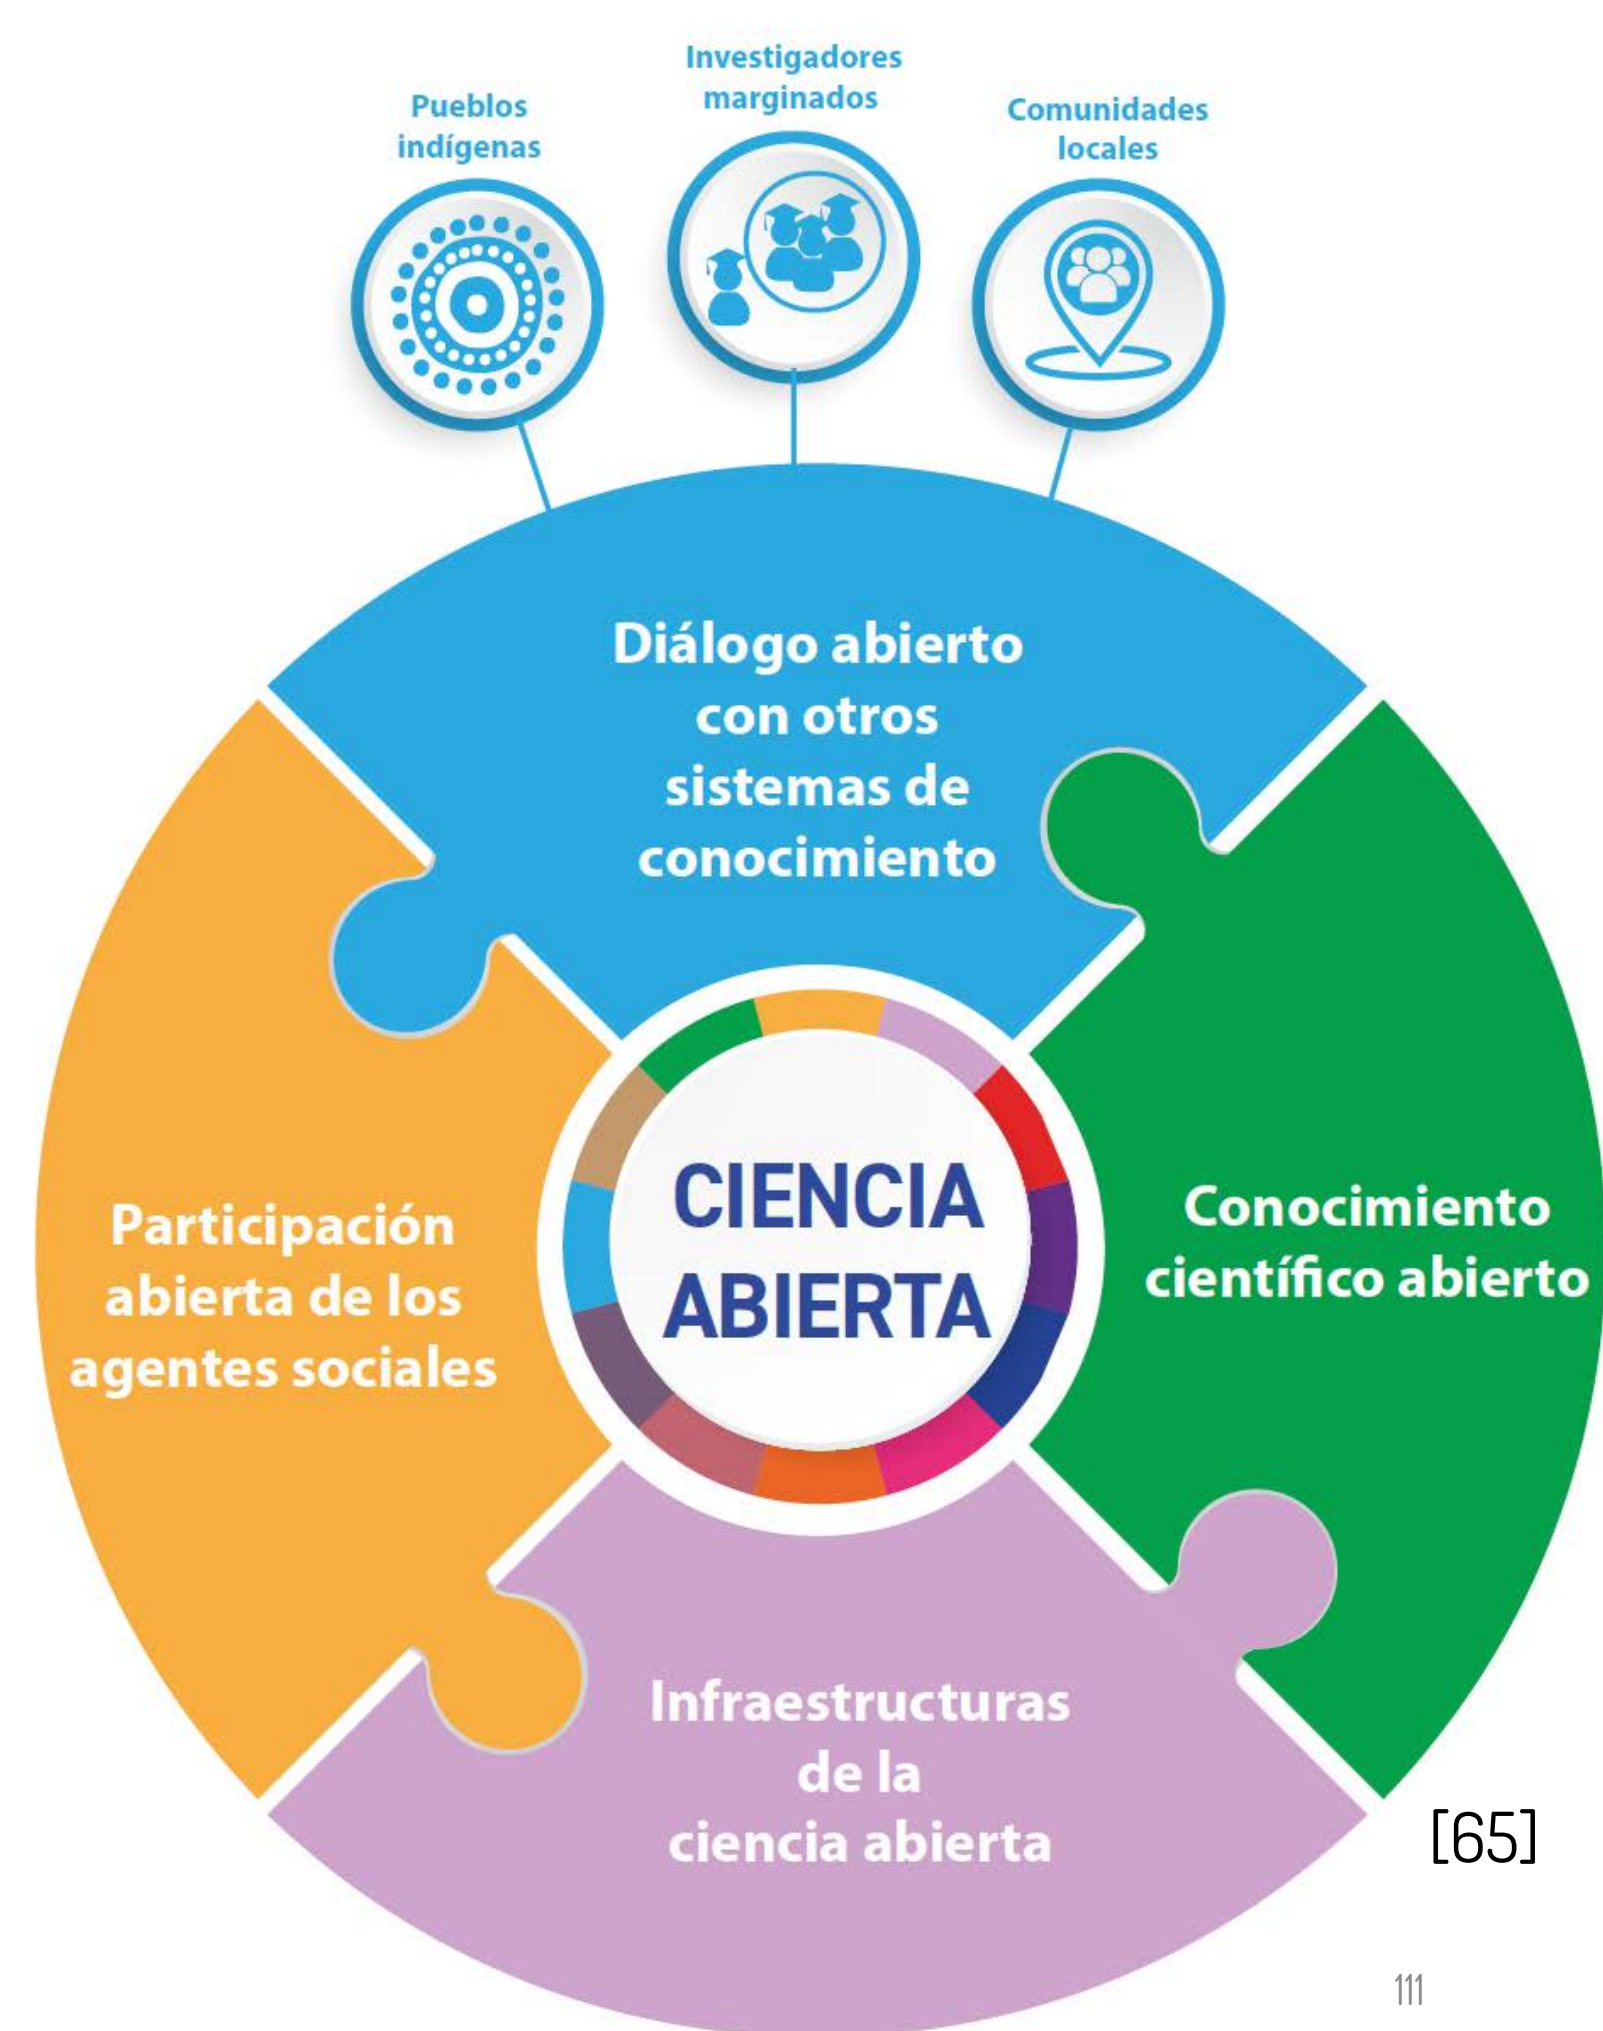 Pueblos
indígenas
Investigadores
marginados
Comunidades
locales
Diálogo abierto
con otros
sistemas de
conocimiento
Participación
abierta de los
agentes sociales
CIENCIA
ABIERTA
Conocimiento
científico abierto
Infraestructuras
de la
ciencia abierta
[65]
111